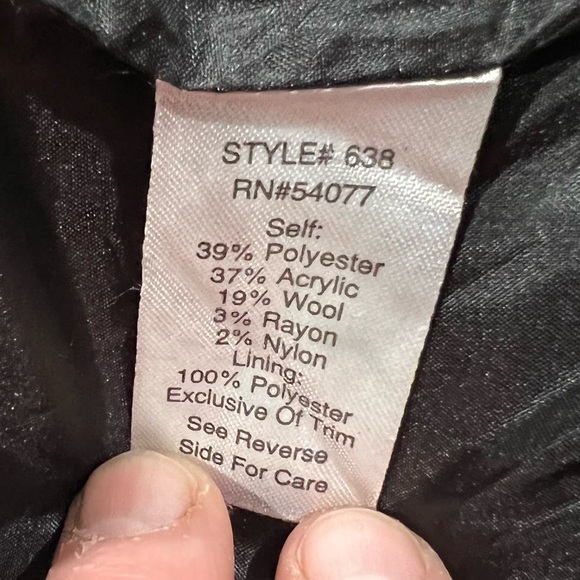 STYLE# 638
RN#54077
Self:
39% Polyester
37% Acrylic
19% Wool
3% Rayon
2% Nylon
Lining:
100% Polyester
Exclusive Of Trim
See Reverse
Side For Care